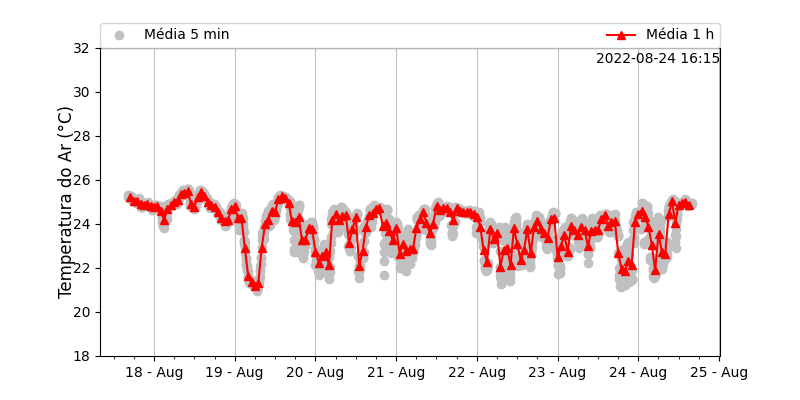 Média 5 min
Média 1 h
2022-08-24 16:15
Temperatura do Ar (°C)
32
30
28
26
24
22
20
18
18 - Aug
19 - Aug
20 - Aug
21 - Aug
22 - Aug
23 - Aug
24 - Aug
25 - Aug